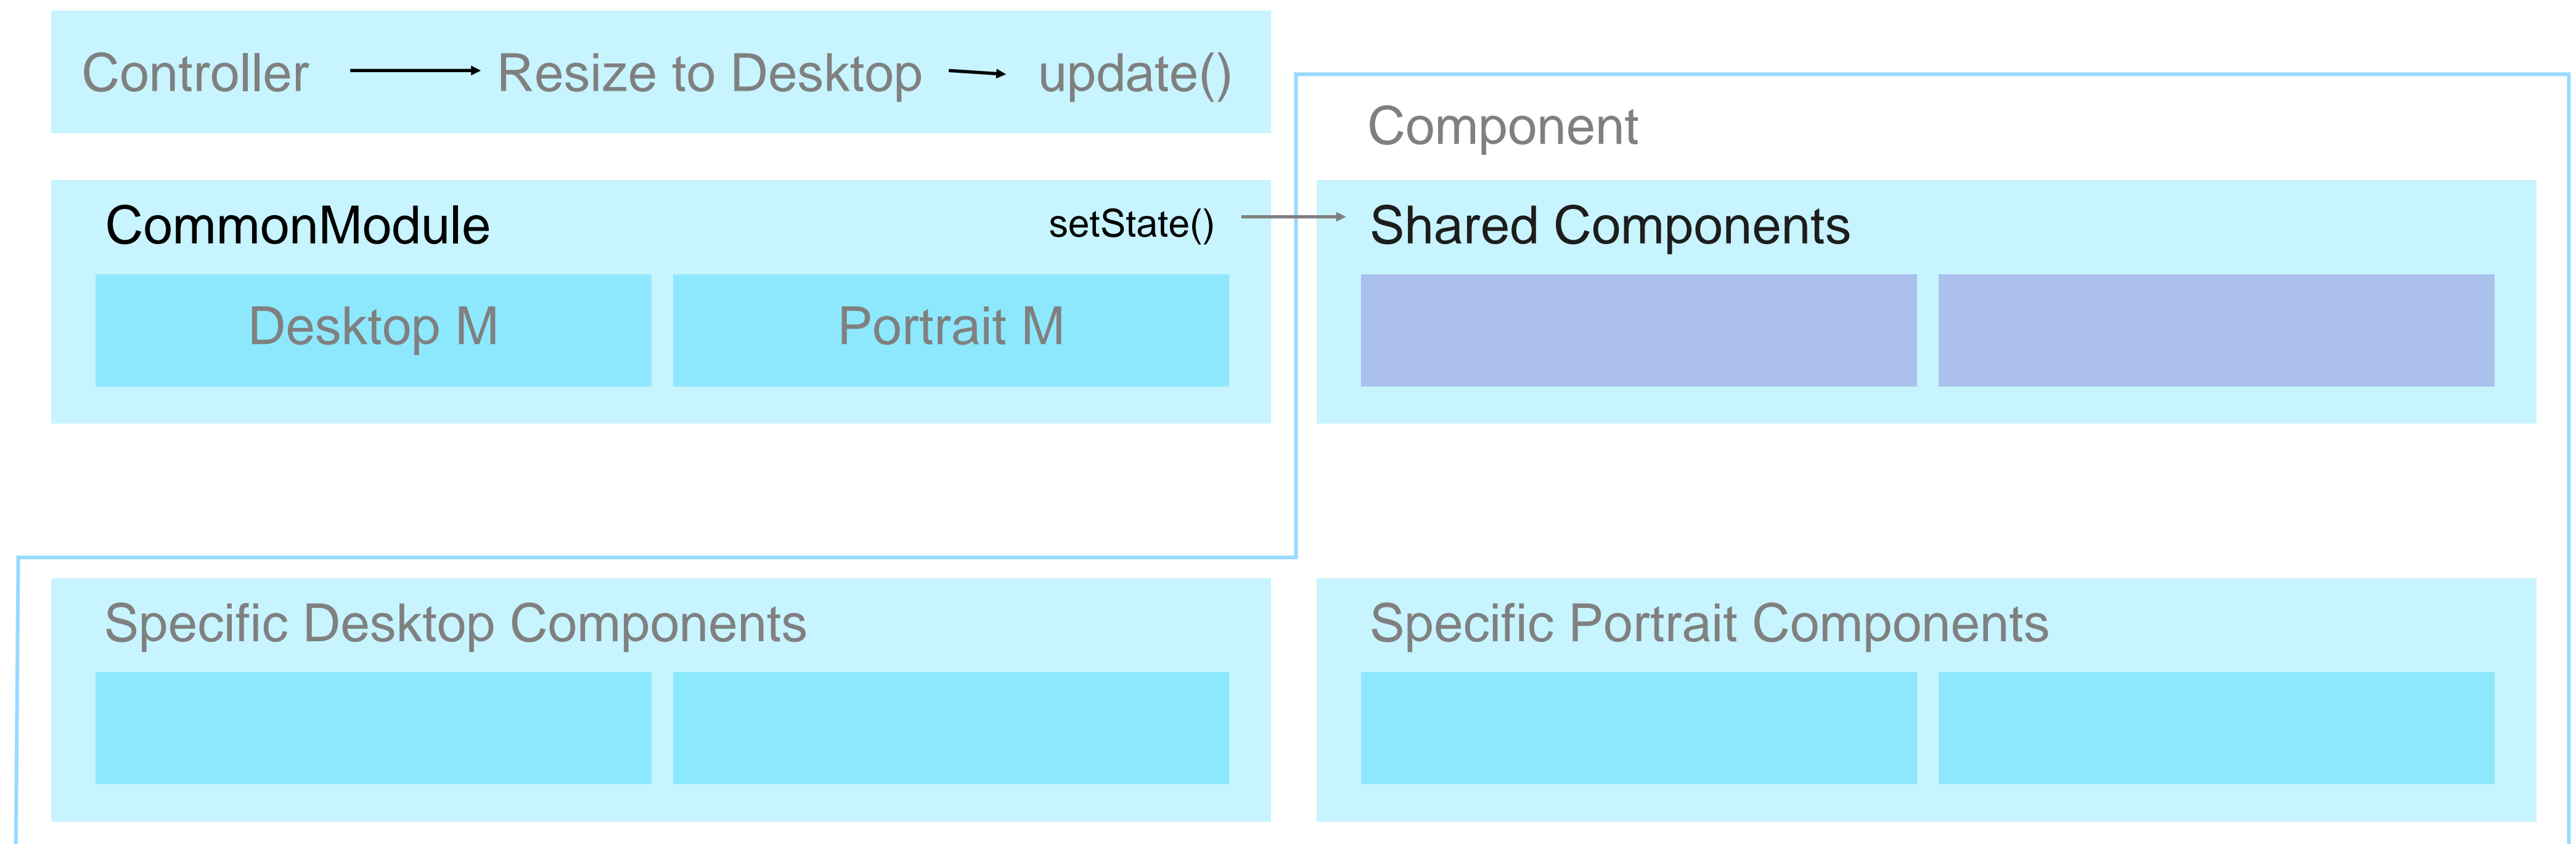 Controller
Resize to Desktop
update()
Component
CommonModule
setState()
Shared Components
Desktop M
Portrait M
Specific Desktop Components
Specific Portrait Components